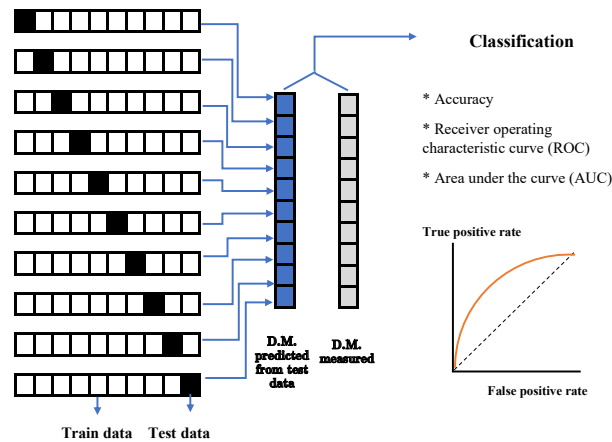 Classification
* Accuracy
* Receiver operating
characteristic curve (ROC)
* Area under the curve (AUC)
True positive rate
False positive rate
D.M.
predicted
from test
data
D.M.
measured
Train data
Test data